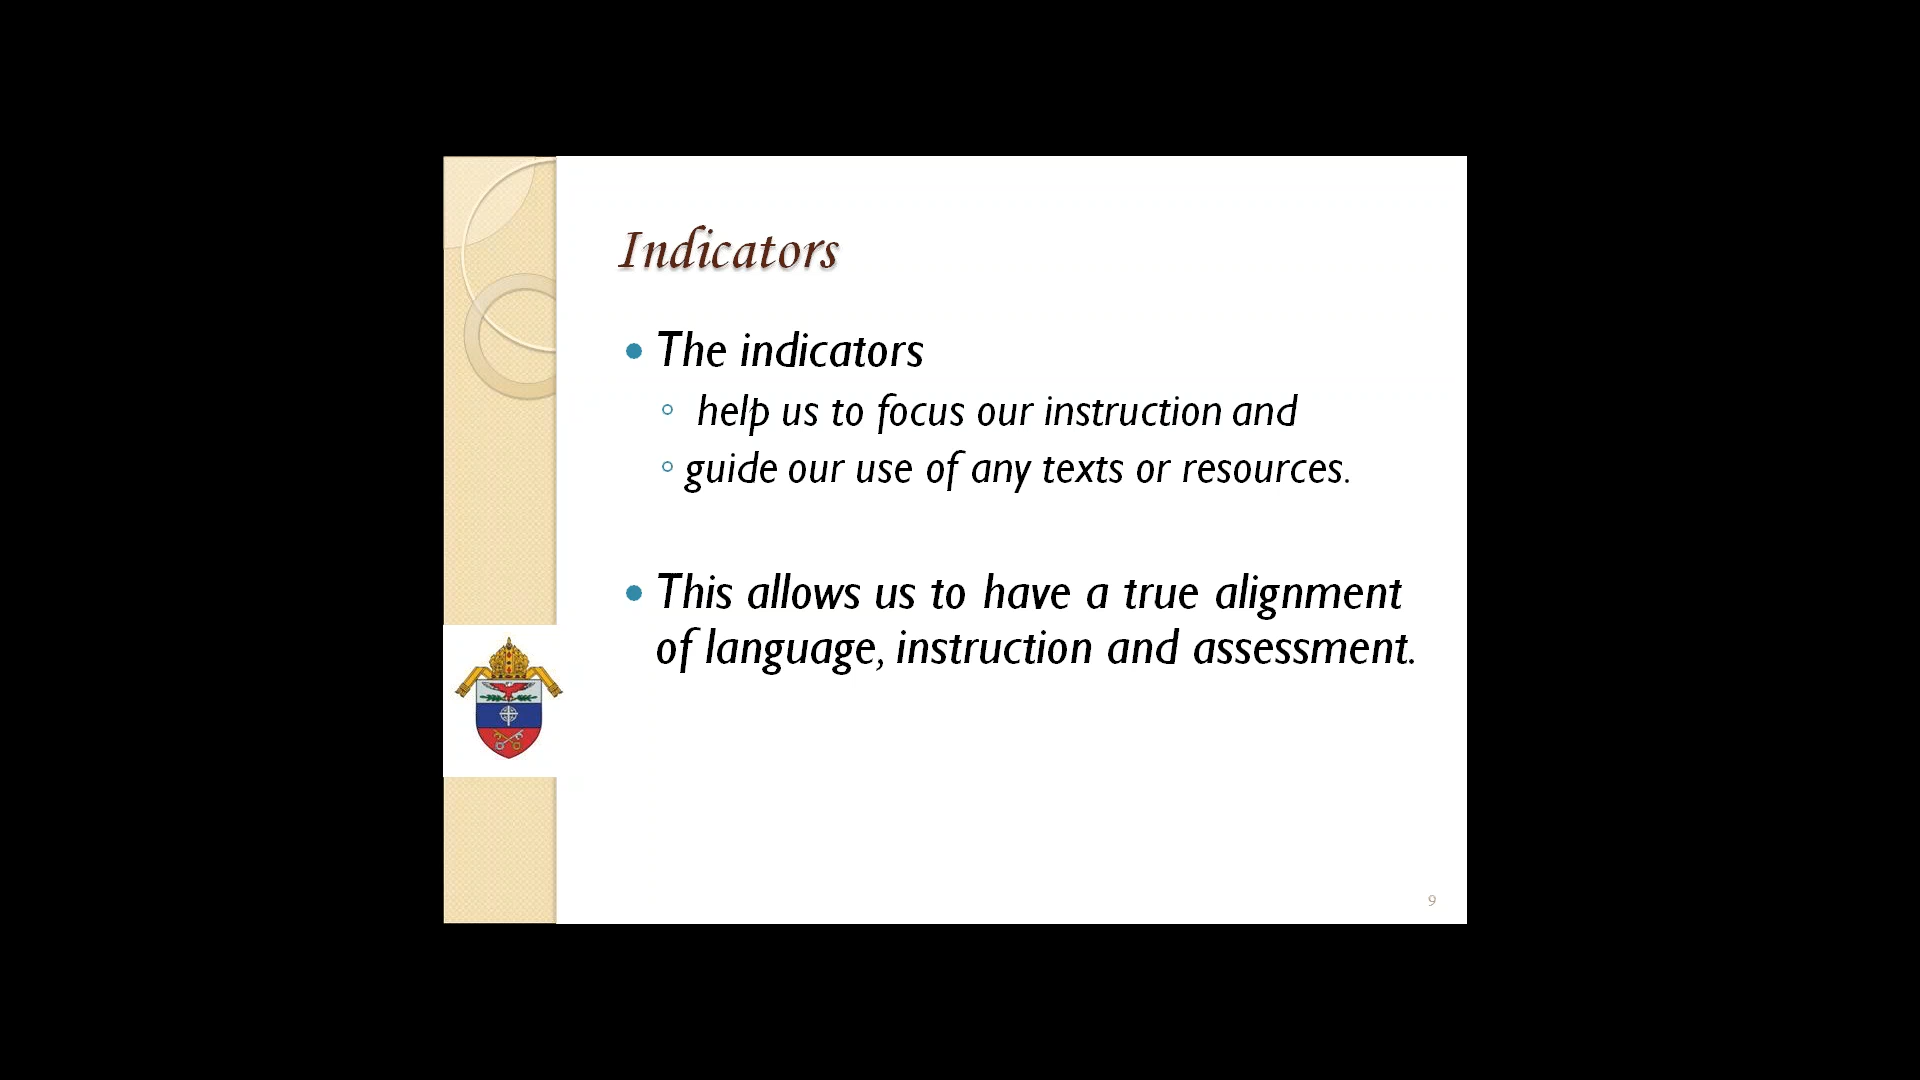 Indicators
The indicators
help us to focus our instruction and
guide our use of any texts or resources.
This allows us to have a true alignment
of language, instruction and assessment.
9